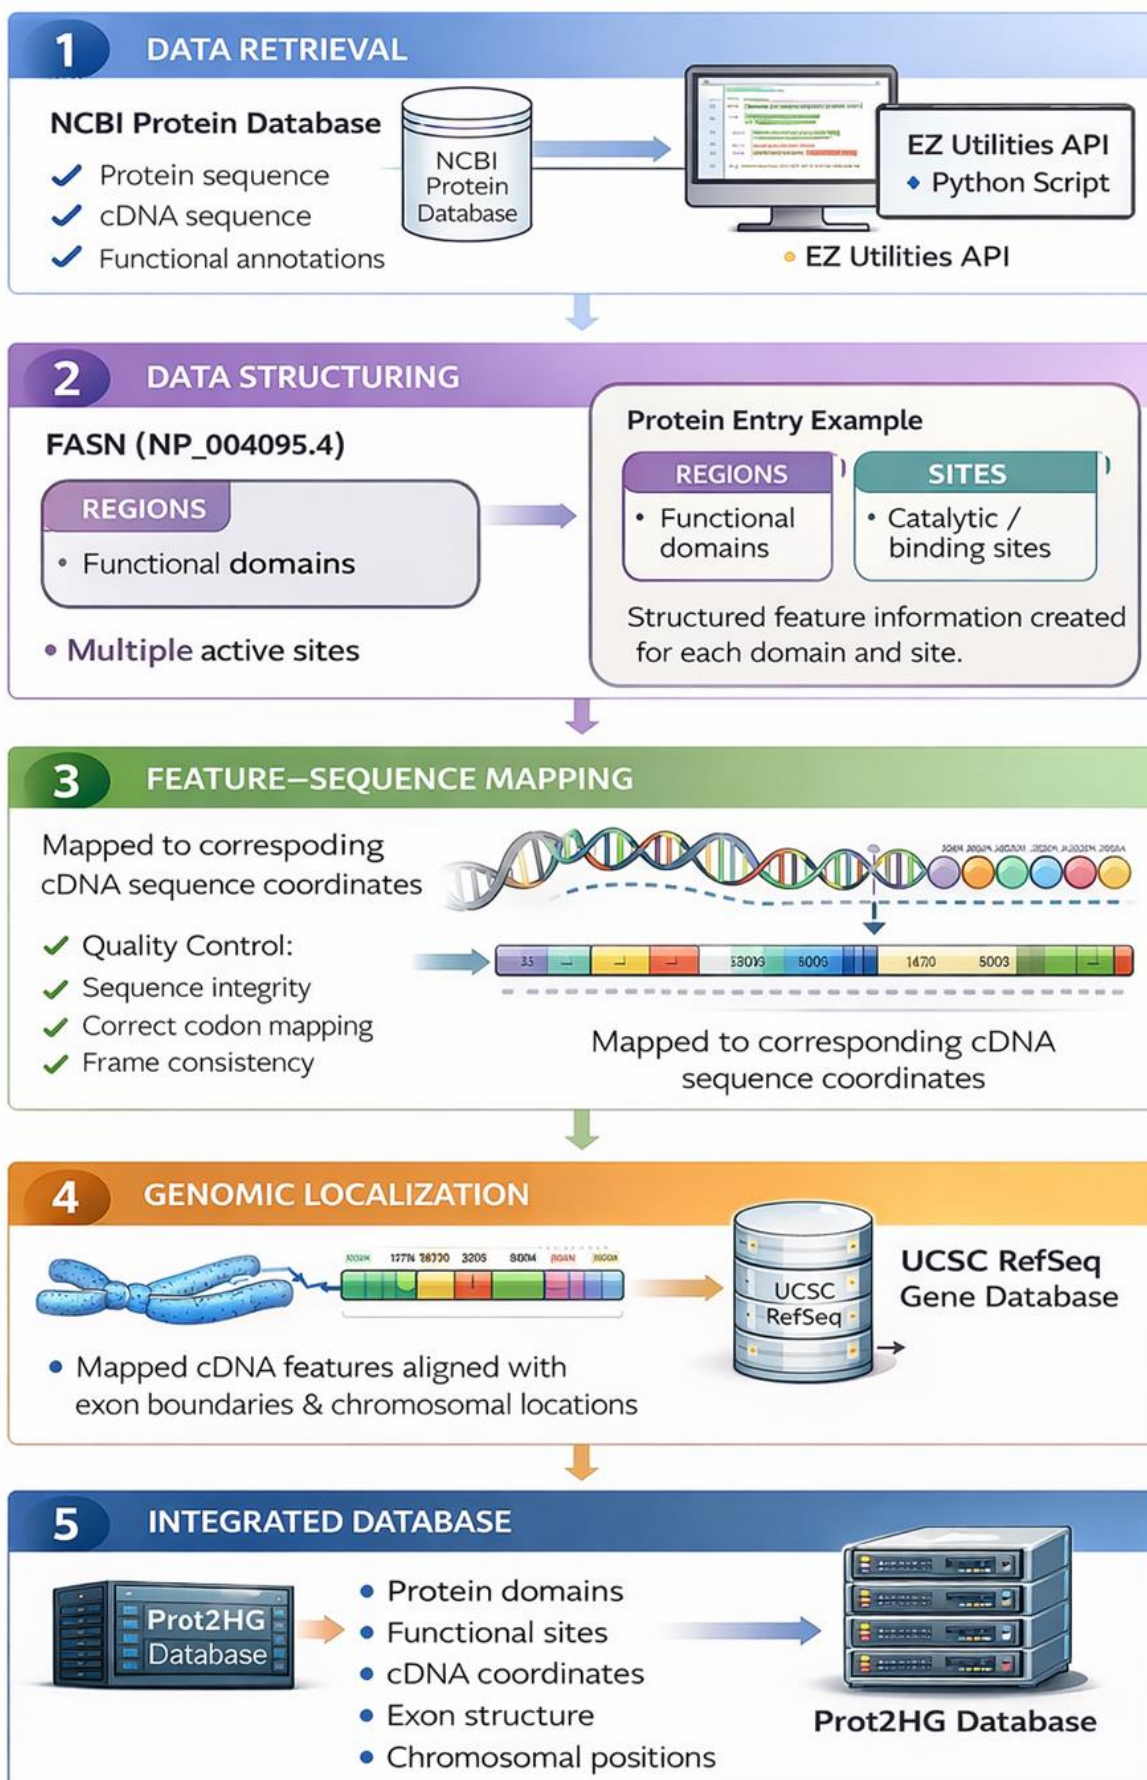 1 DATA RETRIEVAL
NCBI Protein Database
Protein sequence
cDNA sequence
Functional annotations
NCBI
Protein
Database
EZ Utilities API
Python Script
EZ Utilities API
2 DATA STRUCTURING
FASN (NP_004095.4)
REGIONS
• Functional domains
• Multiple active sites
Protein Entry Example
REGIONS
• Functional
domains
SITES
• Catalytic /
binding sites
Structured feature information created
for each domain and site.
3 FEATURE—SEQUENCE MAPPING
Mapped to correspoding
cDNA sequence coordinates
Quality Control:
Sequence integrity
Correct codon mapping
Frame consistency
Mapped to corresponding cDNA
sequence coordinates
4 GENOMIC LOCALIZATION
3205
UCSC
RefSeq
UCSC RefSeq
Gene Database
• Mapped cDNA features aligned with
exon boundaries & chromosomal locations
5 INTEGRATED DATABASE
Prot2HG
Database
• Protein domains
• Functional sites
• cDNA coordinates
• Exon structure
• Chromosomal positions
Prot2HG Database